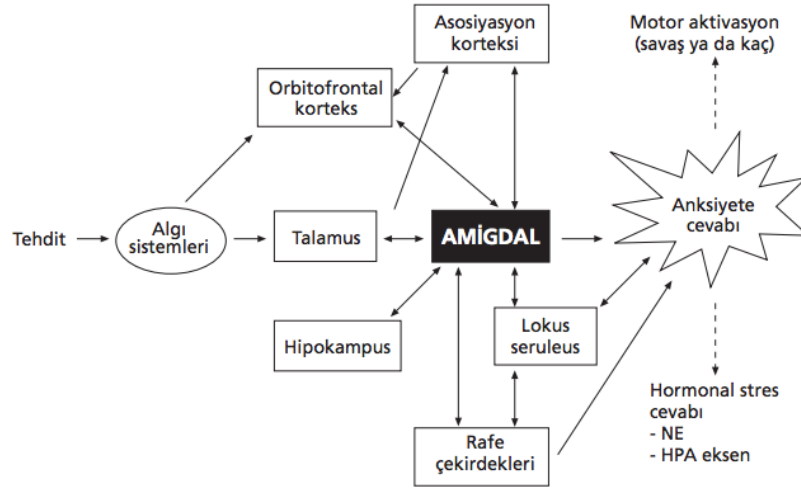 Asosiyasyon
korteksi
Motor aktivasyon
(savaş ya da kaç)
Orbitofrontal
korteks
Tehdit
Algı
sistemleri
Talamus
AMİGDAL
Anksiyete
cevabı
Hipokampus
Lokus
seruleus
Rafe
çekirdekleri
Hormonal stres
cevabı
- NE
- HPA eksen